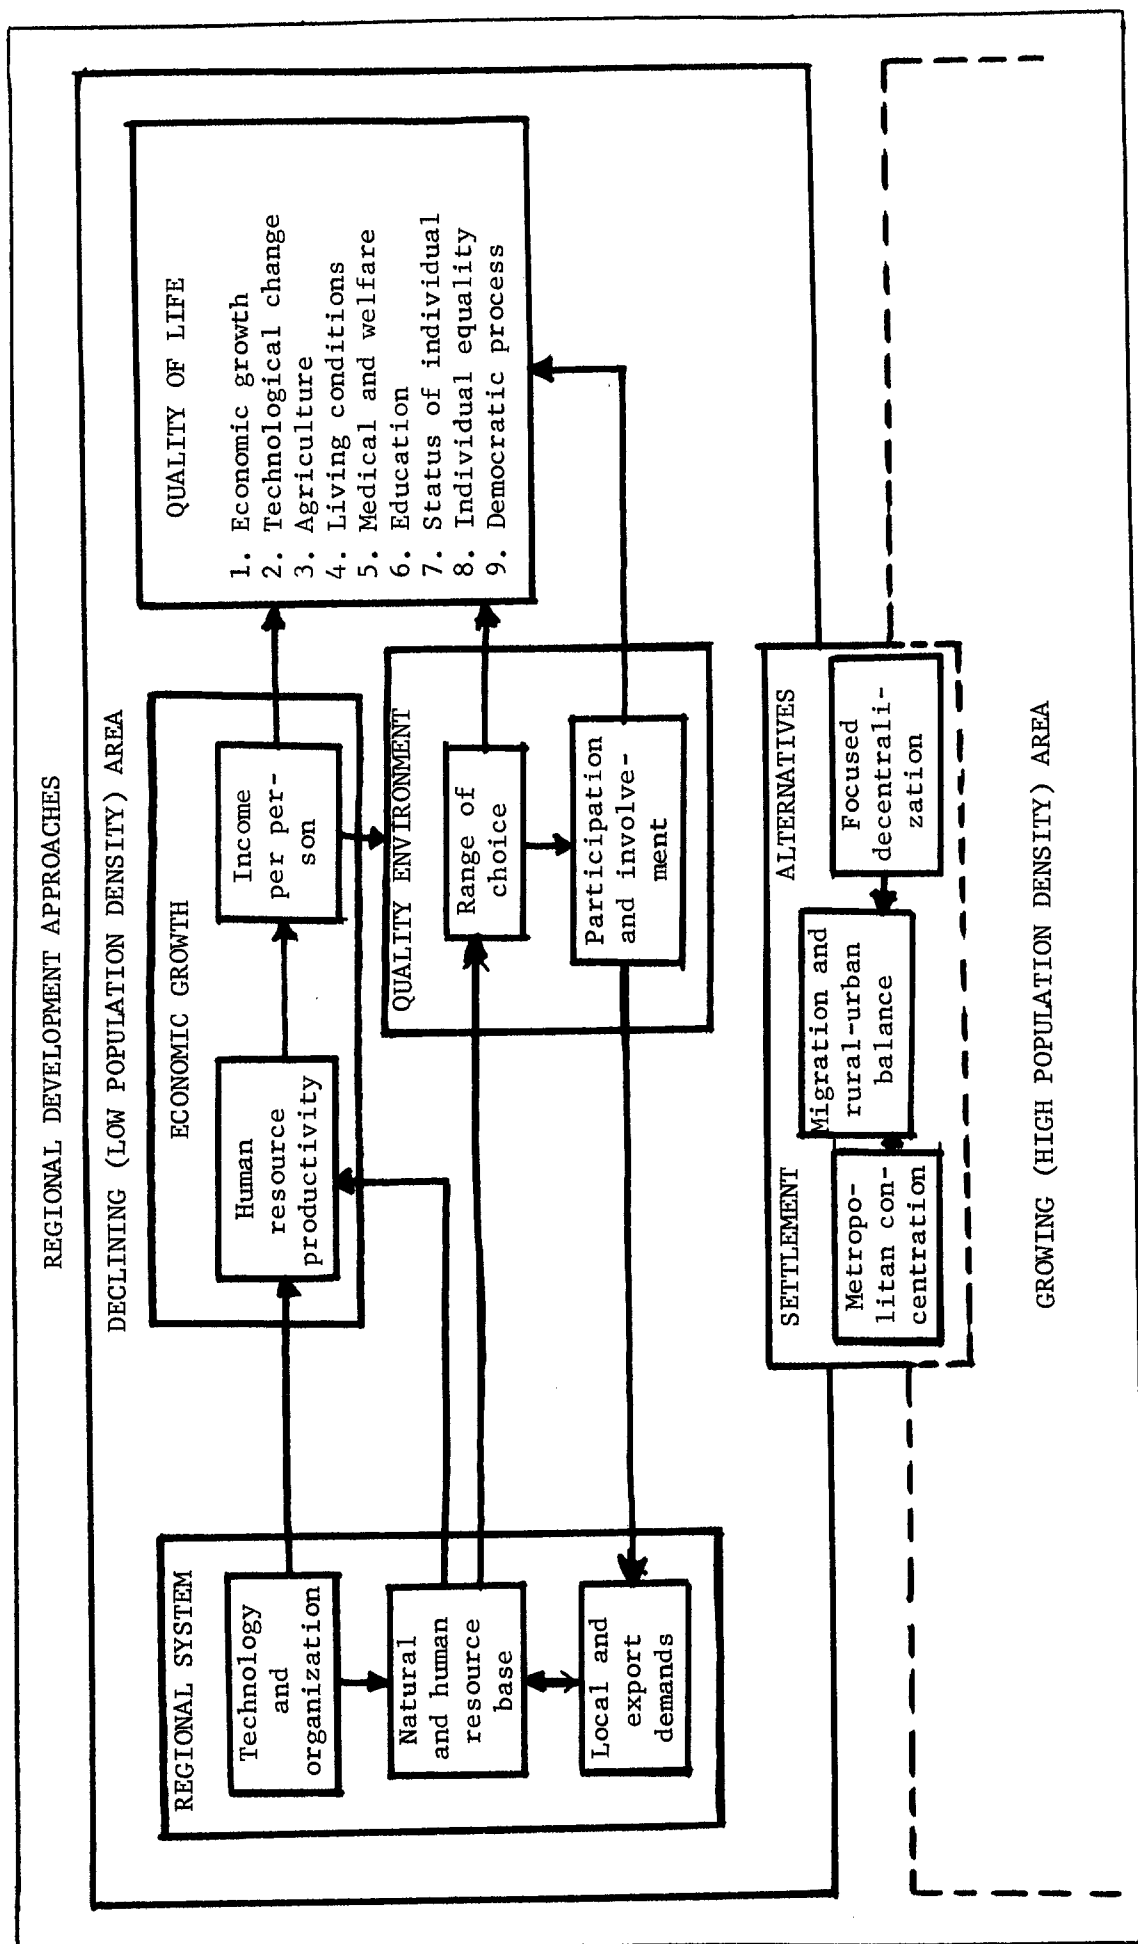 REGIONAL DEVELOPMENT APPROACHES
DECLINING (LOW POPULATION DENSITY) AREA
REGIONAL SYSTEM
Technology
and
organization
Natural
and human
resource
base
Local and
export
demands
ECONOMIC GROWTH
Human
resource
productivity
Income
per per-
son
QUALITY ENVIRONMENT
Range of
choice
Participation
and involve-
ment
QUALITY OF LIFE
1. Economic growth
2. Technological change
3. Agriculture
4. Living conditions
5. Medical and welfare
6. Education
7. Status of individual
8. Individual equality
9. Democratic process
SETTLEMENT ALTERNATIVES
Metropo-
litan con-
centration
Migration and
rural-urban
balance
Focused
decentrali-
zation
GROWING (HIGH POPULATION DENSITY) AREA